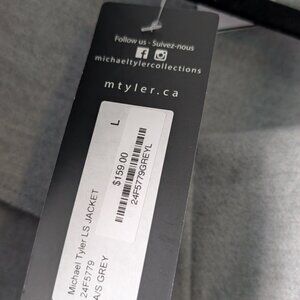 Follow us - Suivez-nous
michaeltylercollections
mtyler.ca
L
$159.00
24F5779GREYL
Michael Tyler LS JACKET
24F5779
A/S GREY